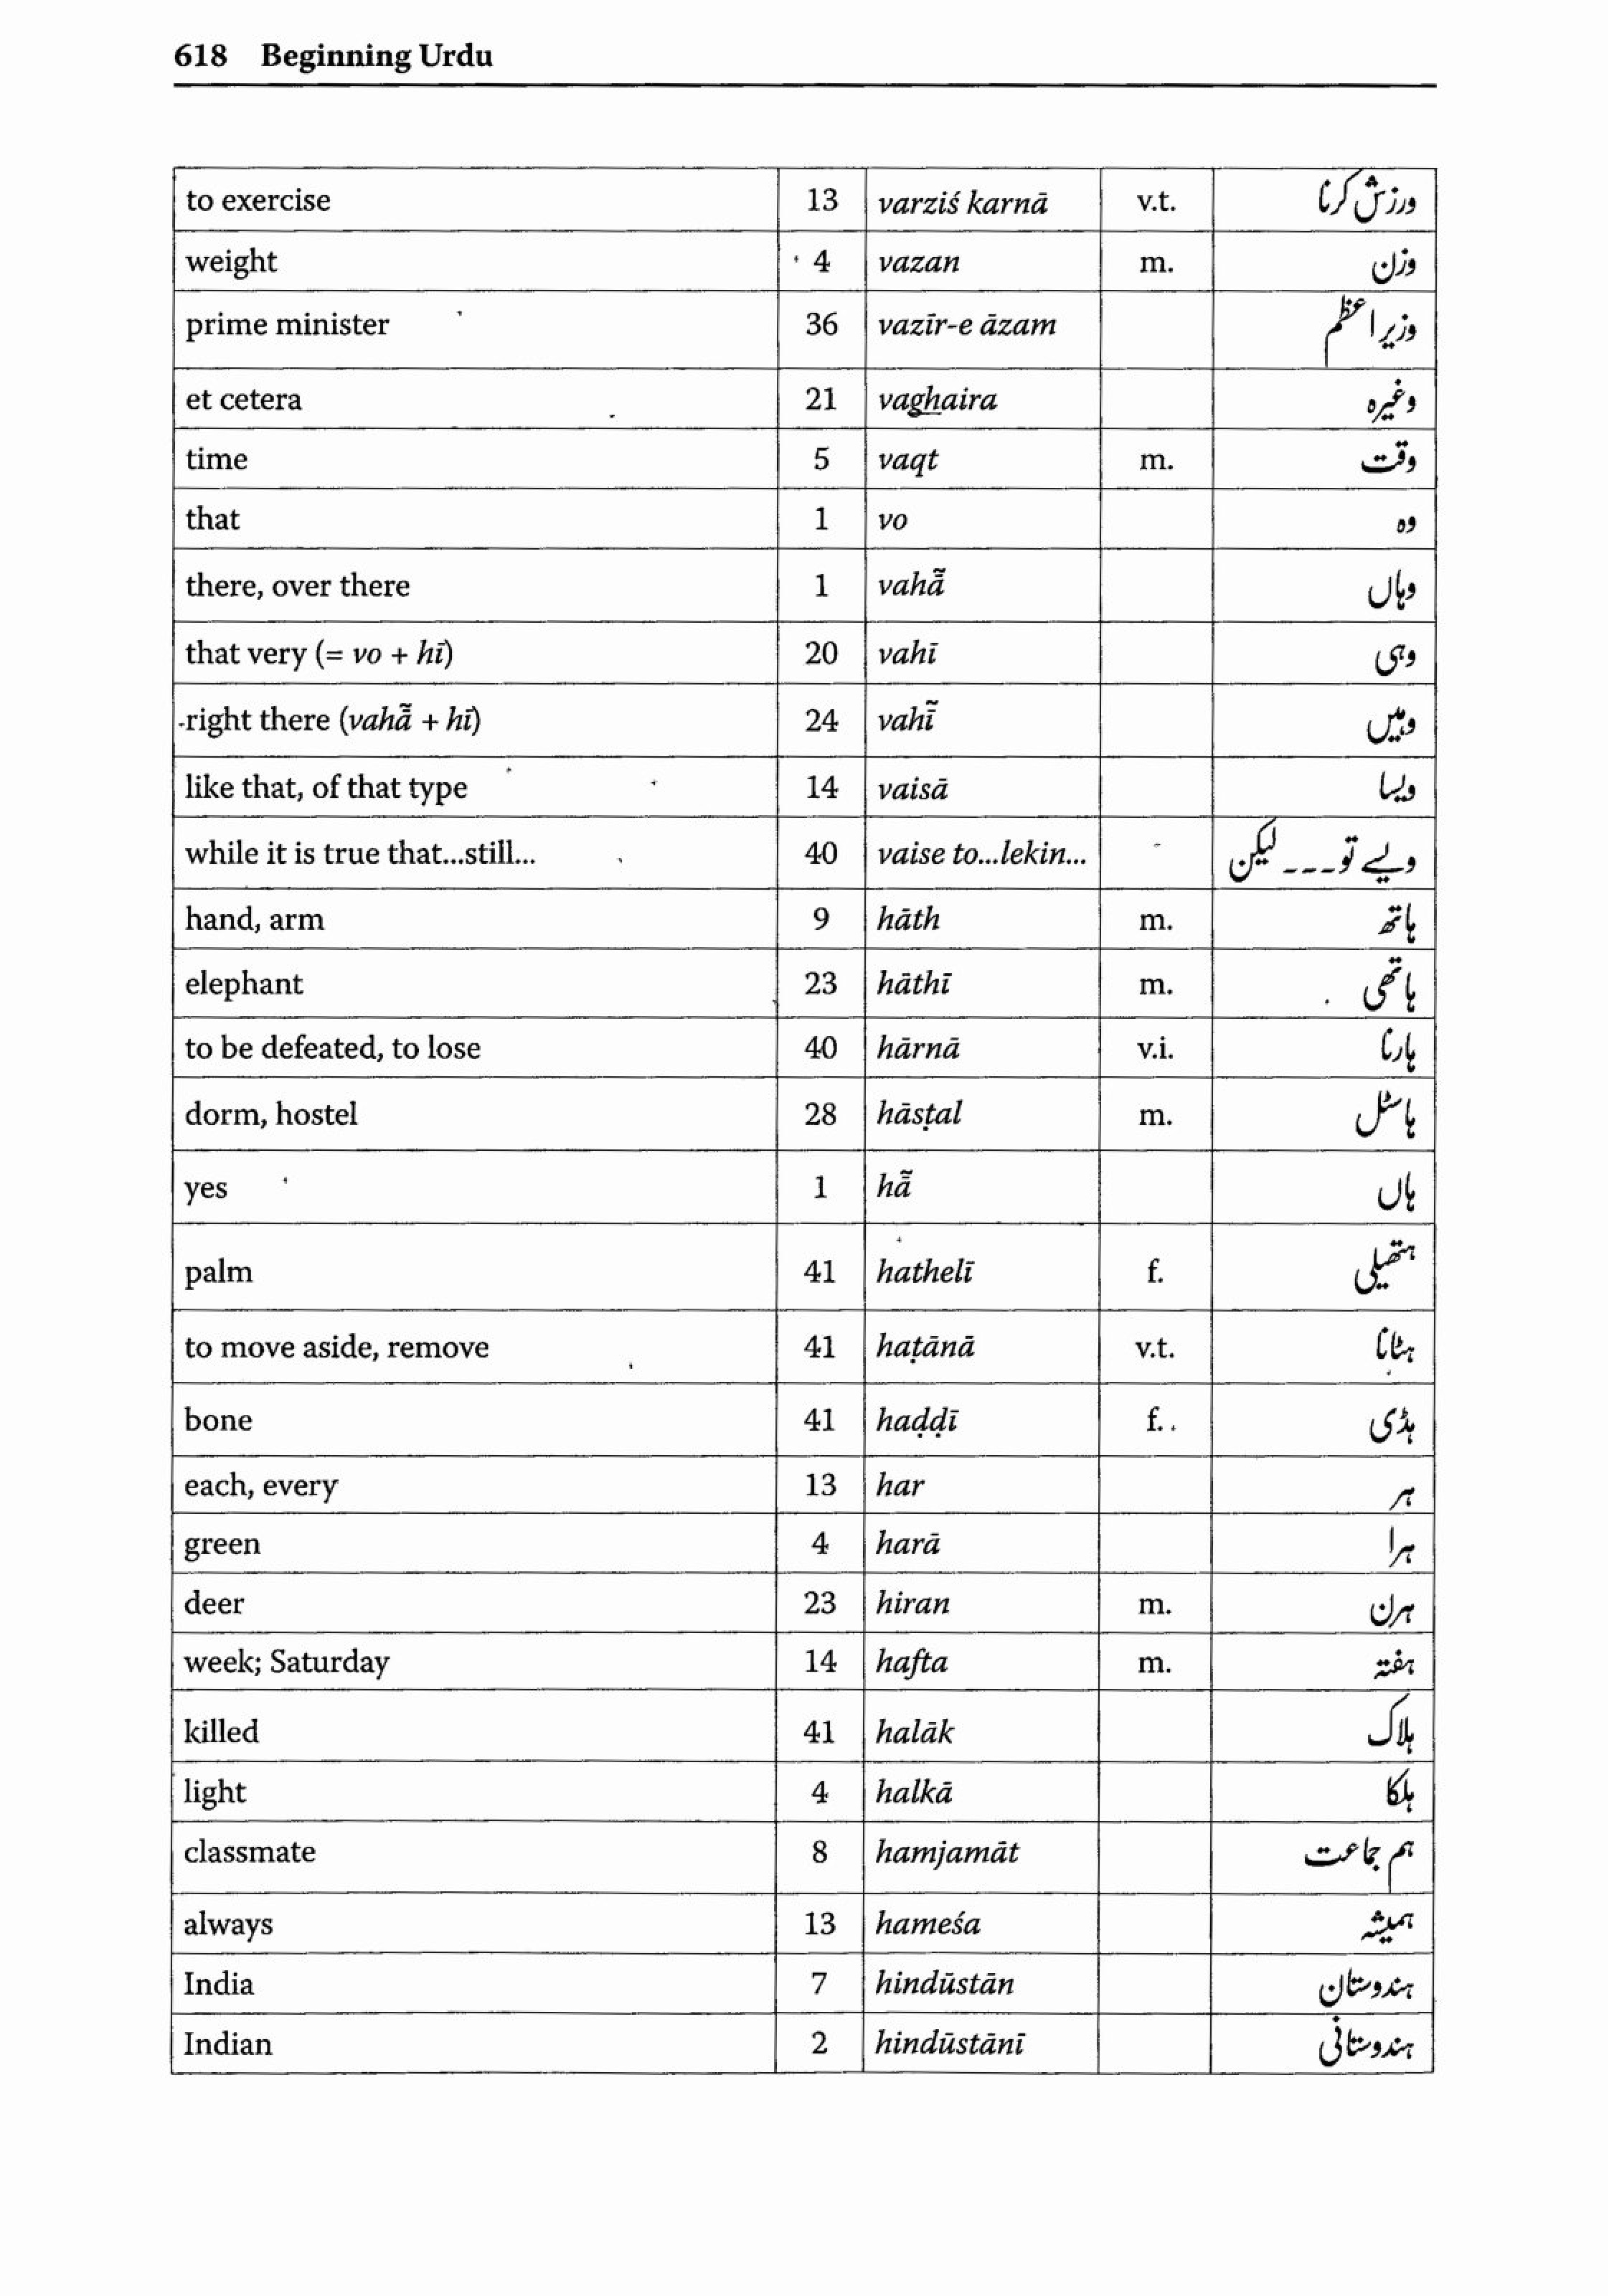 618 Beginning Urdu
to exercise 13 varziś karnā v.t. ورزش کرنا
weight 4 vazan m. وزن
prime minister 36 vazīr-e āzam وزیر اعظم
et cetera 21 vaghaira وغیرہ
time 5 vaqt m. وقت
that 1 vo وہ
there, over there 1 vahā̃ وہاں
that very (= vo + hī) 20 vahī وہی
right there (vahā̃ + hī) 24 vahī̃ وہیں
like that, of that type 14 vaisā ویسا
while it is true that...still... 40 vaise to...lekin... ویسے تو۔۔۔لیکن
hand, arm 9 hāth m. ہاتھ
elephant 23 hāthī m. ہاتھی
to be defeated, to lose 40 hārnā v.i. ہارنا
dorm, hostel 28 hāsṭal m. ہاسٹل
yes 1 hā̃ ہاں
palm 41 hathelī f. ہتھیلی
to move aside, remove 41 haṭānā v.t. ہٹانا
bone 41 haḍḍī f. ہڈی
each, every 13 har ہر
green 4 harā ہرا
deer 23 hiran m. ہرن
week; Saturday 14 hafta m. ہفتہ
killed 41 halāk ہلاک
light 4 halkā ہلکا
classmate 8 hamjamāt ہم جماعت
always 13 hameśa ہمیشہ
India 7 hindūstān ہندوستان
Indian 2 hindūstānī ہندوستانی